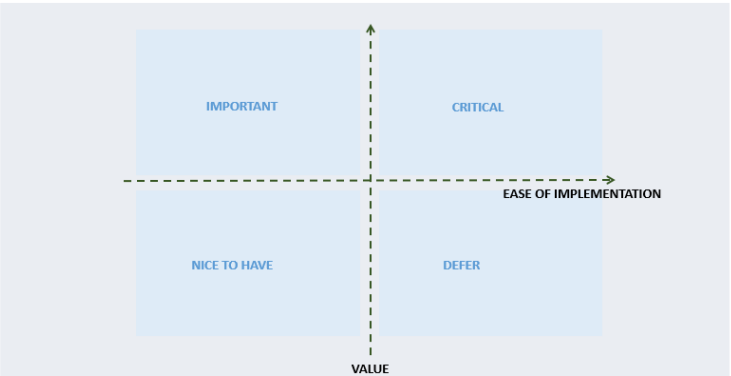 IMPORTANT
CRITICAL
EASE OF IMPLEMENTATION
NICE TO HAVE
DEFER
VALUE